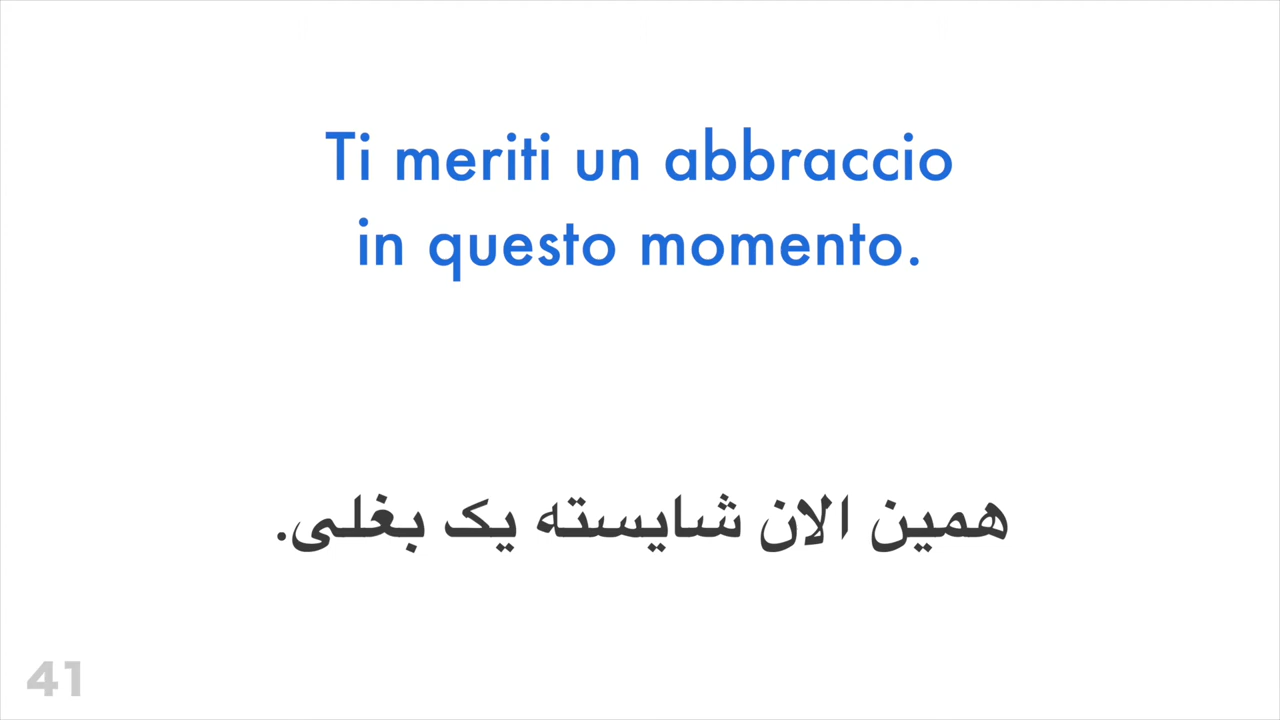 Ti meriti un abbraccio
in questo momento.
همین الان شایسته یک بغلی.
41